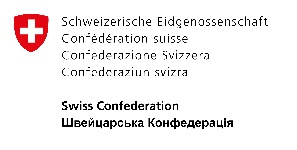 Schweizerische Eidgenossenschaft
Confédération suisse
Confederazione Svizzera
Confederaziun svizra
Swiss Confederation
Швейцарська Конфедерація